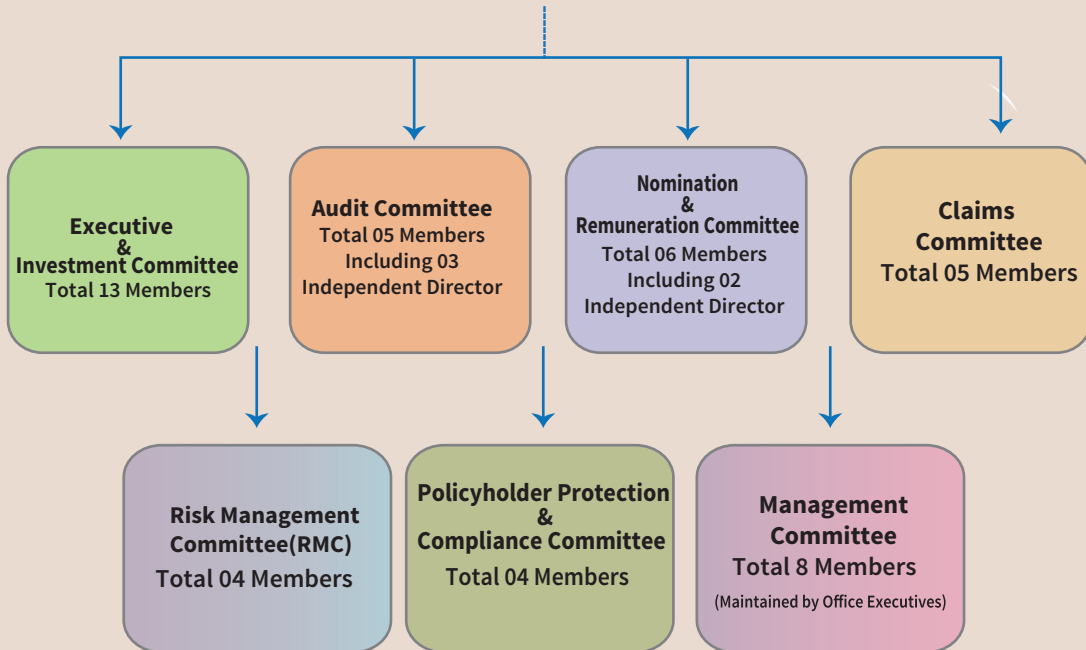 Executive
&
Investment Committee
Total 13 Members
Audit Committee
Total 05 Members
Including 03
Independent Director
Nomination
&
Remuneration Committee
Total 06 Members
Including 02
Independent Director
Claims
Committee
Total 05 Members
Risk Management
Committee(RMC)
Total 04 Members
Policyholder Protection
&
Compliance Committee
Total 04 Members
Management
Committee
Total 8 Members
(Maintained by Office Executives)